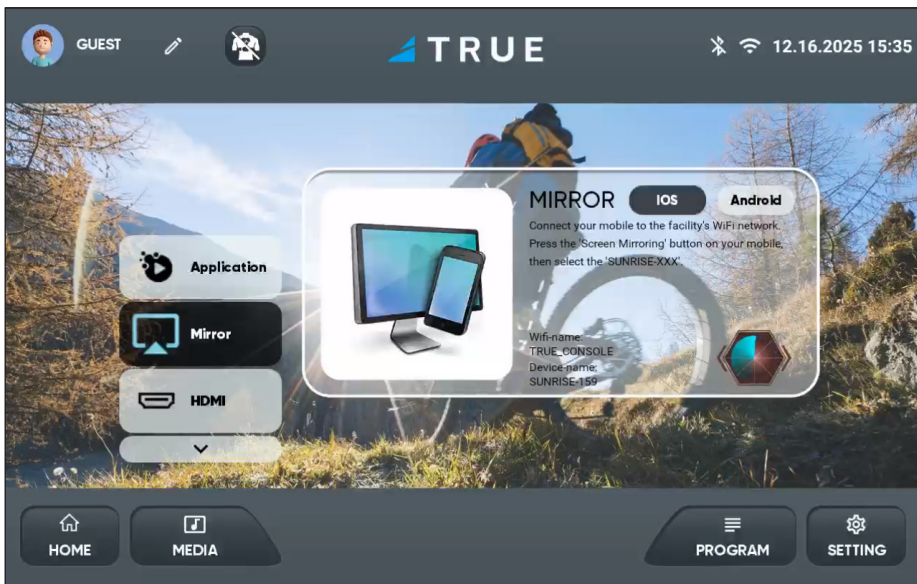 GUEST
TRUE
12.16.2025 15:35
MIRROR
IOS
Android
Connect your mobile to the facility's WiFi network.
Press the 'Screen Mirroring' button on your mobile,
then select the 'SUNRISE-XXX'.
Application
Mirror
HDMI
Wifi-name:
TRUE_CONSOLE
Device-name:
SUNRISE-159
HOME
MEDIA
PROGRAM
SETTING